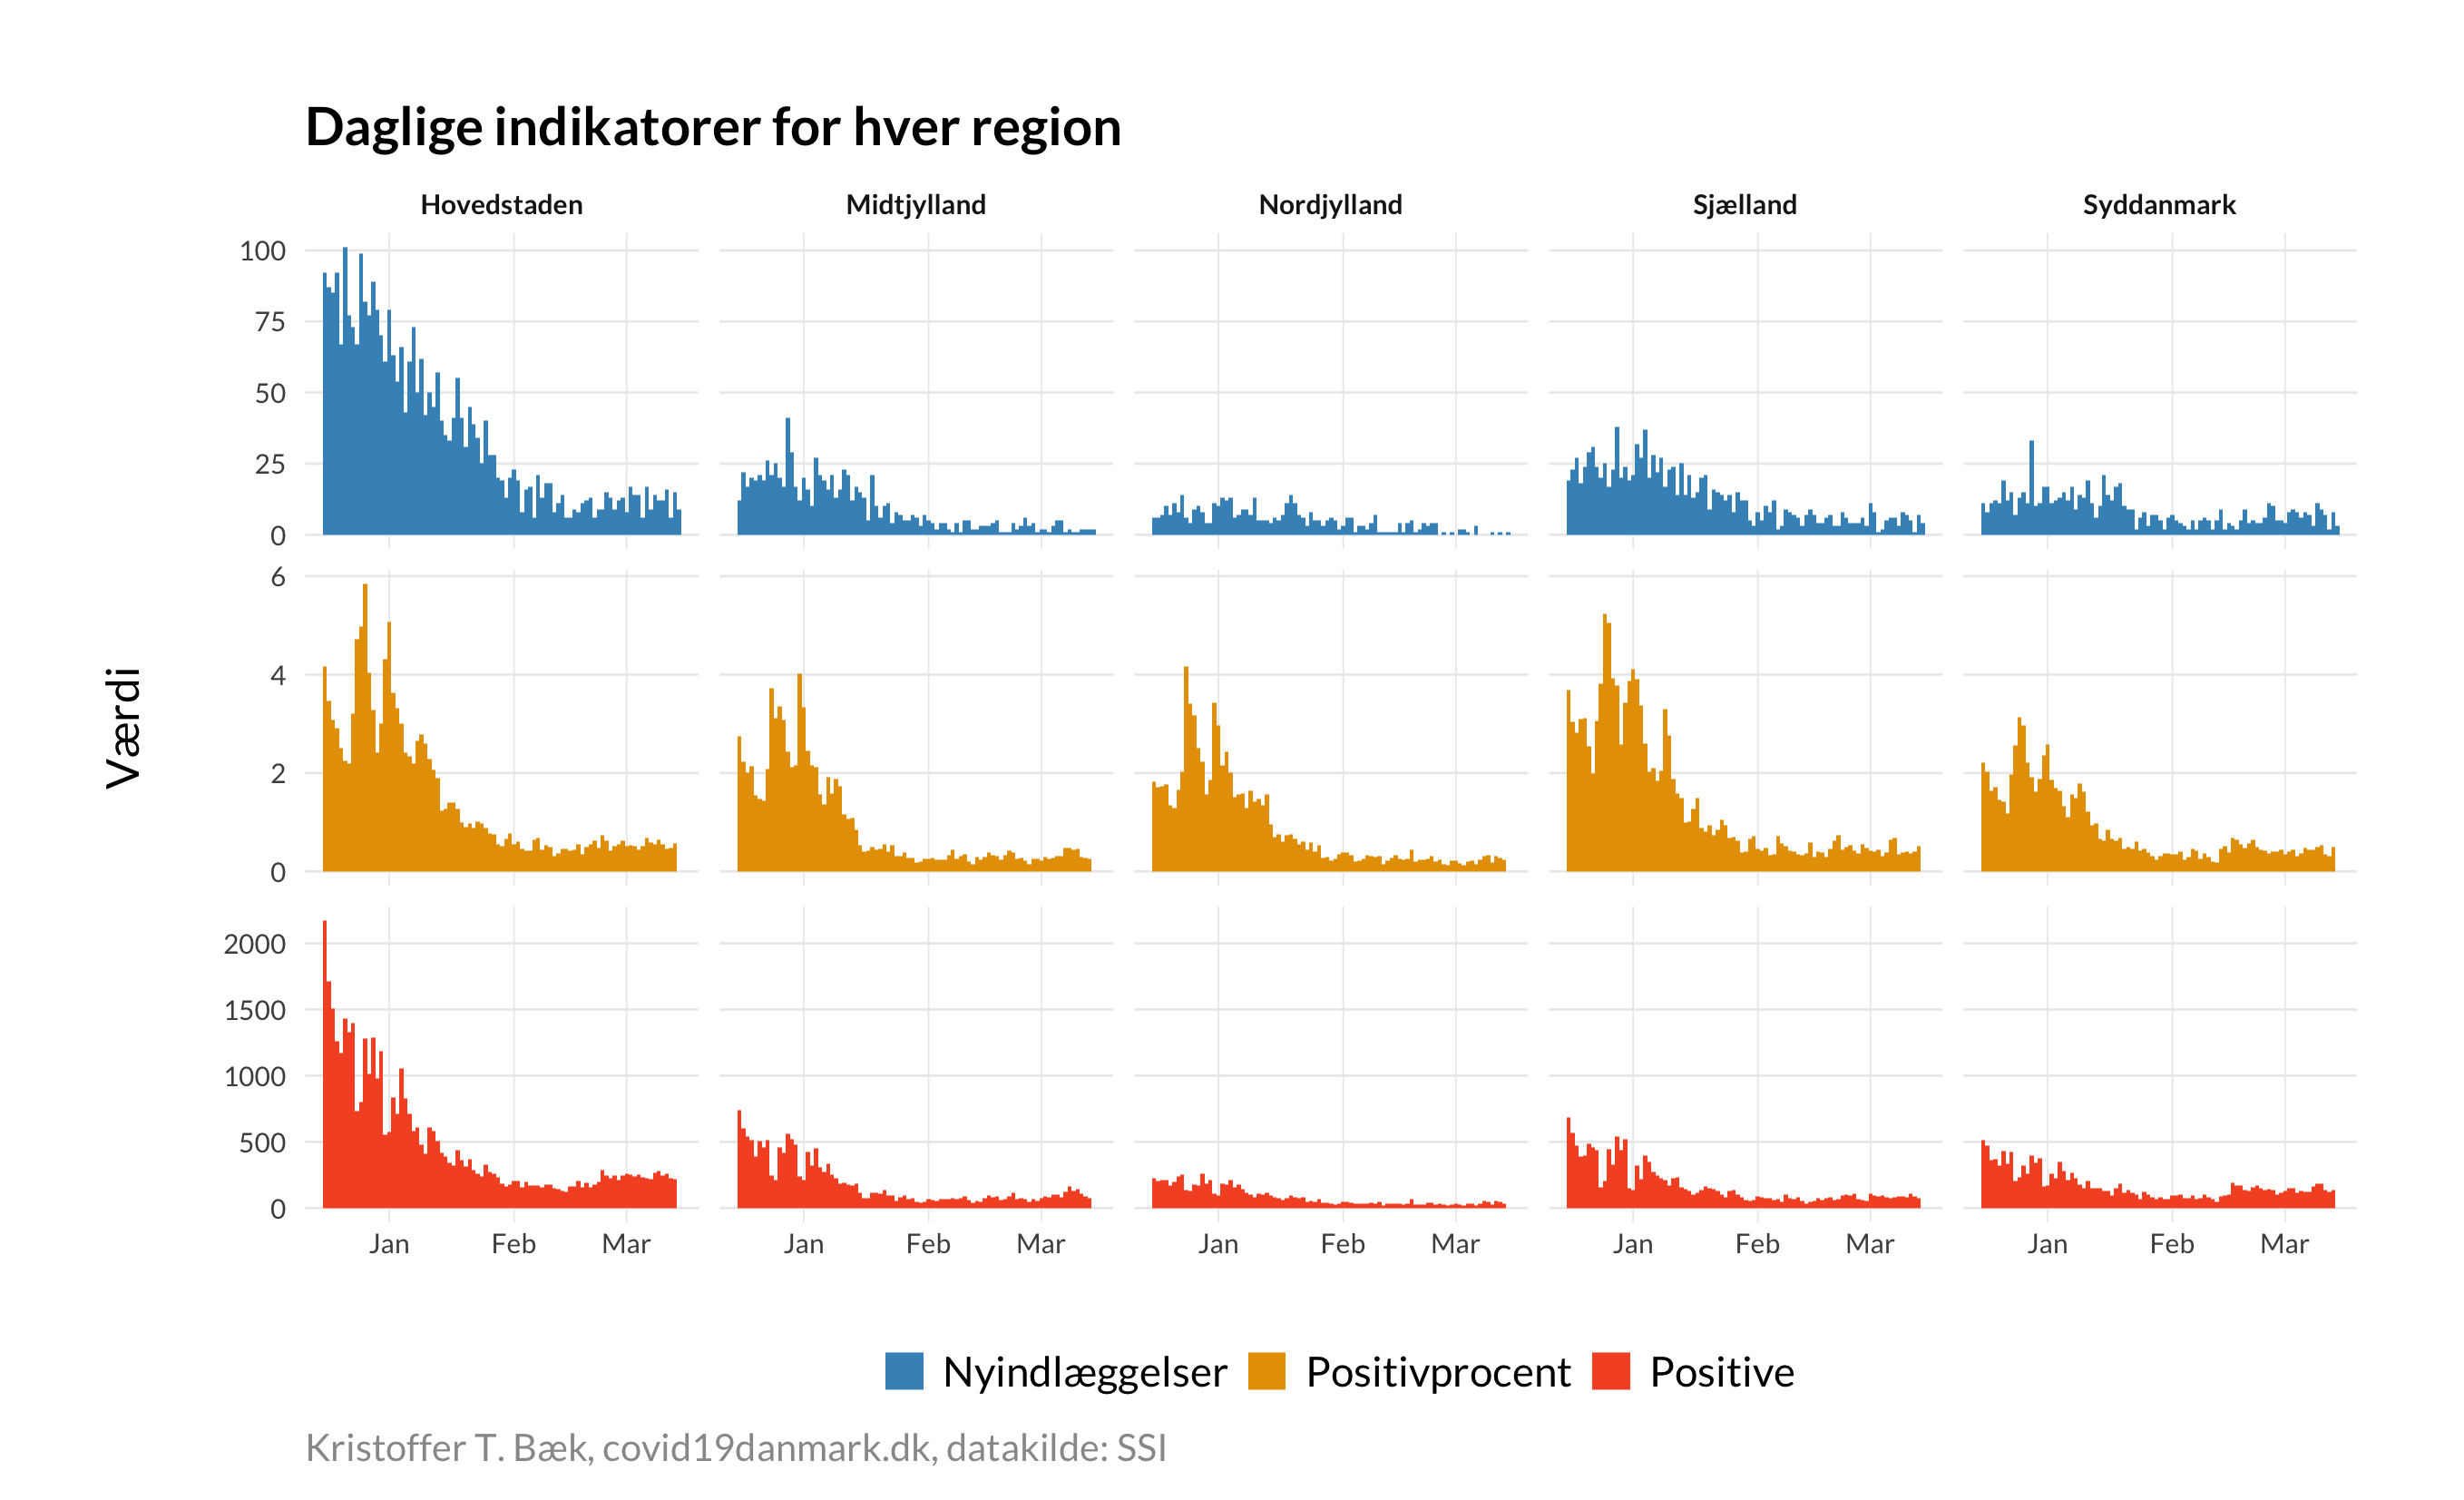 Daglige indikatorer for hver region
Hovedstaden Midtjylland Nordjylland Sjælland Syddanmark
100
75
50
25
0
6
4
2
0
Værdi
2000
1500
1000
500
0
Jan Feb Mar Jan Feb Mar Jan Feb Mar Jan Feb Mar Jan Feb Mar
Nyindlæggelser Positivprocent Positive
Kristoffer T. Bæk, covid19danmark.dk, datakilde: SSI